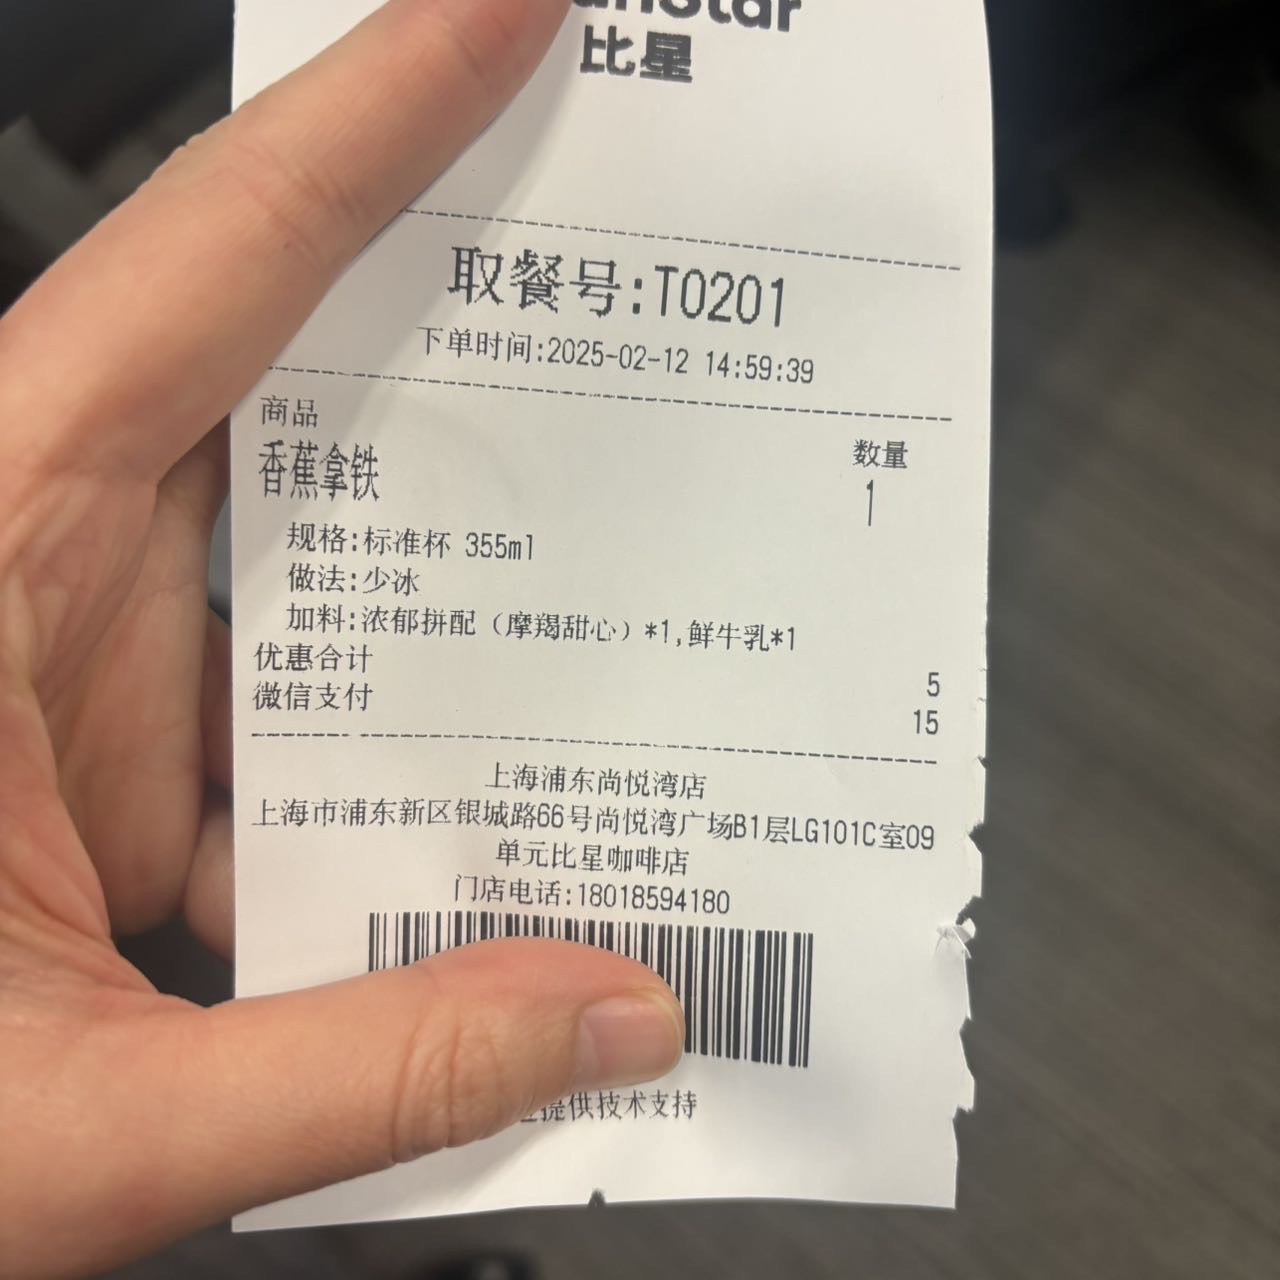 比星
取餐号:T0201
下单时间:2025-02-12 14:59:39
商品 数量
香蕉拿铁 1
规格:标准杯 355ml
做法:少冰
加料:浓郁拼配（摩羯甜心）*1,鲜牛乳*1
优惠合计 5
微信支付 15
上海浦东尚悦湾店
上海市浦东新区银城路66号尚悦湾广场B1层LG101C室09
单元比星咖啡店
门店电话:18018594180
提供技术支持